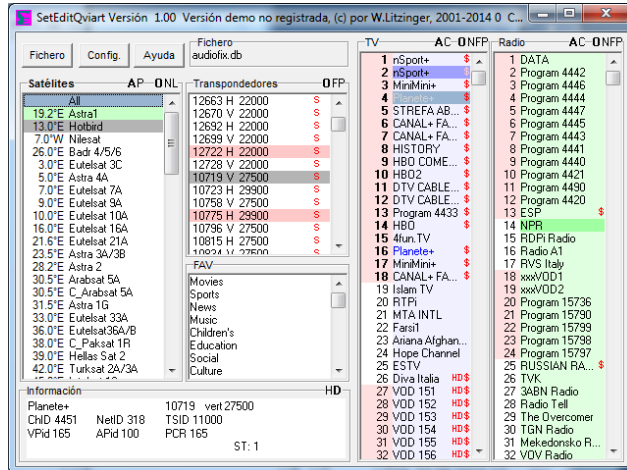 SetEditQviart Versión 1.00 Versión demo no registrada, (c) por W.Litzinger, 2001-2014 0 C...
Fichero
Config.
Ayuda
Fichero
audiofix.db
Satélites AP ONL
All
19.2°E Astra1
13.0°E Hotbird
7.0°W Nilesat
26.0°E Badr 4/5/6
3.0°E Eutelsat 3C
5.0°E Astra 4A
7.0°E Eutelsat 7A
9.0°E Eutelsat 9A
10.0°E Eutelsat 10A
16.0°E Eutelsat 16A
21.6°E Eutelsat 21A
23.5°E Astra 3A/3B
28.2°E Astra 2
30.5°E Arabsat 5A
30.5°E C_Arabsat 5A
31.5°E Astra 1G
33.0°E Eutelsat 33A
36.0°E Eutelsat36A/B
38.0°E C_Paksat 1R
39.0°E Hellas Sat 2
42.0°E Turksat 2A/3A
Transpondedores OFP
12663 H 22000 S
12670 V 22000 S
12692 H 22000 S
12699 V 22000 S
12722 H 22000 S
12728 V 22000 S
10719 V 27500 S
10723 H 29900 S
10758 V 27500 S
10775 H 29900 S
10796 V 27500 S
10815 H 27500 S
10834 V 27500 S
FAV
Movies
Sports
News
Music
Children's
Education
Social
Culture
Información HD
Planete+ 10719 vert 27500
ChID 4451 NetID 318 TSID 11000
VPid 165 APid 100 PCR 165
ST: 1
TV AC-ONFP
1 nSport+ $
2 nSport+ $
3 MiniMini+ $
4 Planete+ $
5 STREFA AB... $
6 CANAL+ FA... $
7 CANAL+ FA... $
8 HISTORY $
9 HBO COME... $
10 HBO2 $
11 DTV CABLE... $
12 DTV CABLE... $
13 Program 4433 $
14 HBO $
15 4fun.TV
16 Planete+ $
17 MiniMini+ $
18 CANAL+ FA... $
19 Islam TV
20 RTPi
21 MTA INTL
22 Farsi1
23 Ariana Afghan...
24 Hope Channel
25 ESTV
26 Diva Italia HD$
27 VOD 151 HD$
28 VOD 152 HD$
29 VOD 153 HD$
30 VOD 154 HD$
31 VOD 155 HD$
32 VOD 156 HD$
Radio AC-ONFP
1 DATA
2 Program 4442
3 Program 4446
4 Program 4444
5 Program 4447
6 Program 4445
7 Program 4443
8 Program 4441
9 Program 4440
10 Program 4421
11 Program 4490
12 Program 4420
13 ESP $
14 NPR
15 RDPi Radio
16 Radio A1
17 RVS Italy
18 xxxVOD1
19 xxxVOD2
20 Program 15736
21 Program 15790
22 Program 15799
23 Program 15798
24 Program 15797
25 RUSSIAN RA... $
26 TVK
27 3ABN Radio
28 Radio Tell
29 The Overcomer
30 TGN Radio
31 Mekedonsko R...
32 VOV Radio